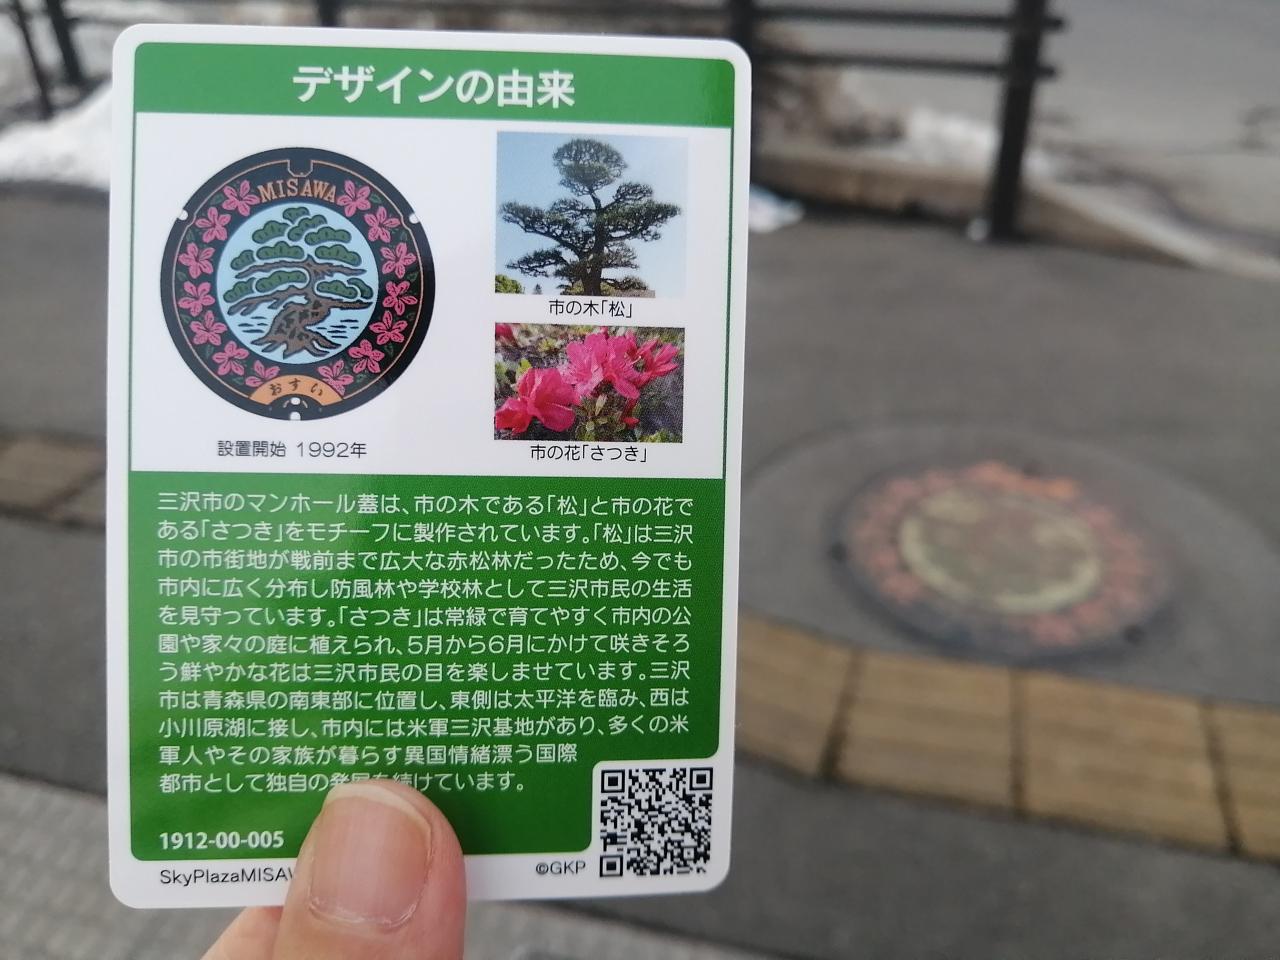 デザインの由来
MISAWA
おすい
設置開始 1992年
市の木「松」
市の花「さつき」
三沢市のマンホール蓋は、市の木である「松」と市の花で
ある「さつき」をモチーフに製作されています。「松」は三沢
市の市街地が戦前まで広大な赤松林だったため、今でも
市内に広く分布し防風林や学校林として三沢市民の生活
を見守っています。「さつき」は常緑で育てやすく市内の公
園や家々の庭に植えられ、5月から6月にかけて咲きそろ
う鮮やかな花は三沢市民の目を楽しませています。三沢
市は青森県の南東部に位置し、東側は太平洋を臨み、西は
小川原湖に接し、市内には米軍三沢基地があり、多くの米
軍人やその家族が暮らす異国情緒漂う国際
都市として独自の発展を続けています。
1912-00-005
SkyPlazaMISAW
©GKP